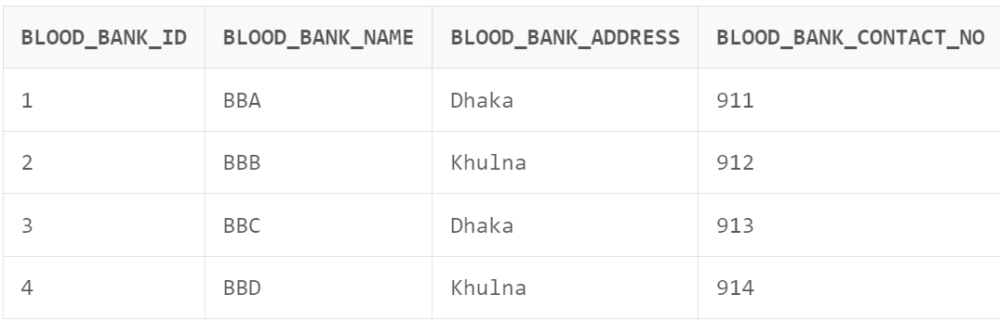 BLOOD_BANK_ID BLOOD_BANK_NAME BLOOD_BANK_ADDRESS BLOOD_BANK_CONTACT_NO
1 BBA Dhaka 911
2 BBB Khulna 912
3 BBC Dhaka 913
4 BBD Khulna 914